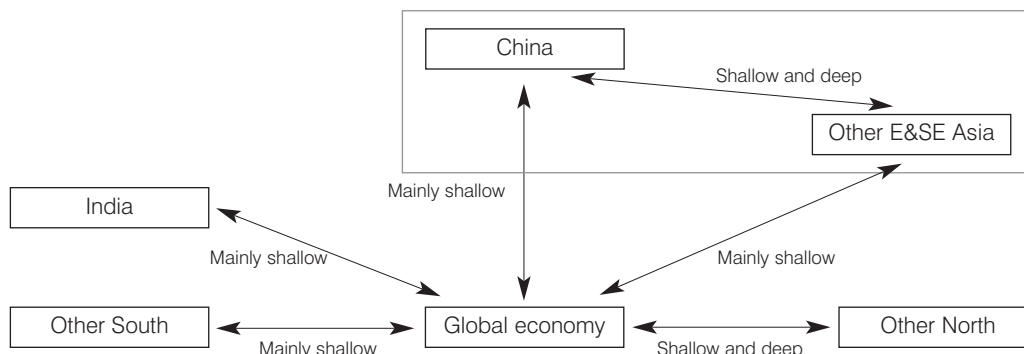 China
Shallow and deep
Other E&SE Asia
Mainly shallow
India
Mainly shallow
Mainly shallow
Other South
Global economy
Other North
Mainly shallow
Shallow and deep